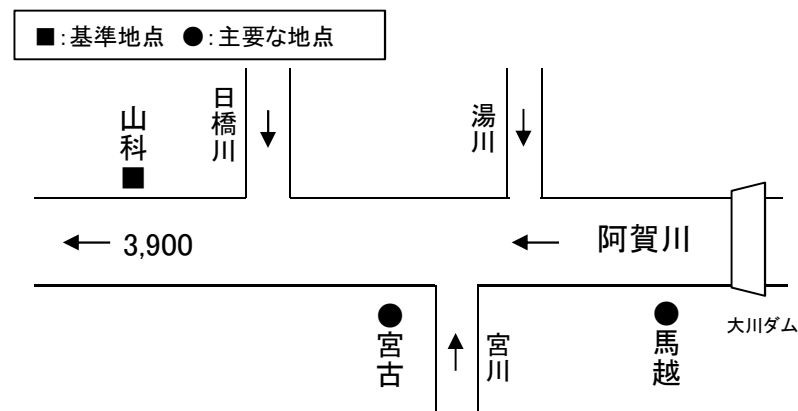 ■：基準地点　●：主要な地点
日橋川
湯川
山科
3,900
阿賀川
大川ダム
宮古
宮川
馬越